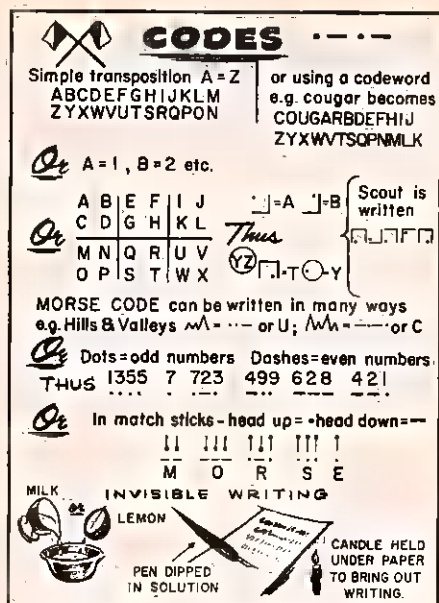 CODES
Simple transposition A=Z
ABCDEFGHIJKLM
ZYXWVUTSRQPON
or using a codeword
e.g. cougar becomes
COUGARBDEFHIJ
ZYXWVTSQPNMLK
Or A=1, B=2 etc.
Or
A B E F I J
C D G H K L
M N Q R U V
O P S T W X
Thus
=A =B
YZ =T =Y
Scout is
written
MORSE CODE can be written in many ways
e.g. Hills & Valleys = ··— or U; = —·—· or C
Or Dots=odd numbers Dashes=even numbers.
THUS 1355 7 723 499 628 421
Or In match sticks - head up= • head down= —
M O R S E
INVISIBLE WRITING
MILK
or
LEMON
PEN DIPPED
IN SOLUTION
CANDLE HELD
UNDER PAPER
TO BRING OUT
WRITING.